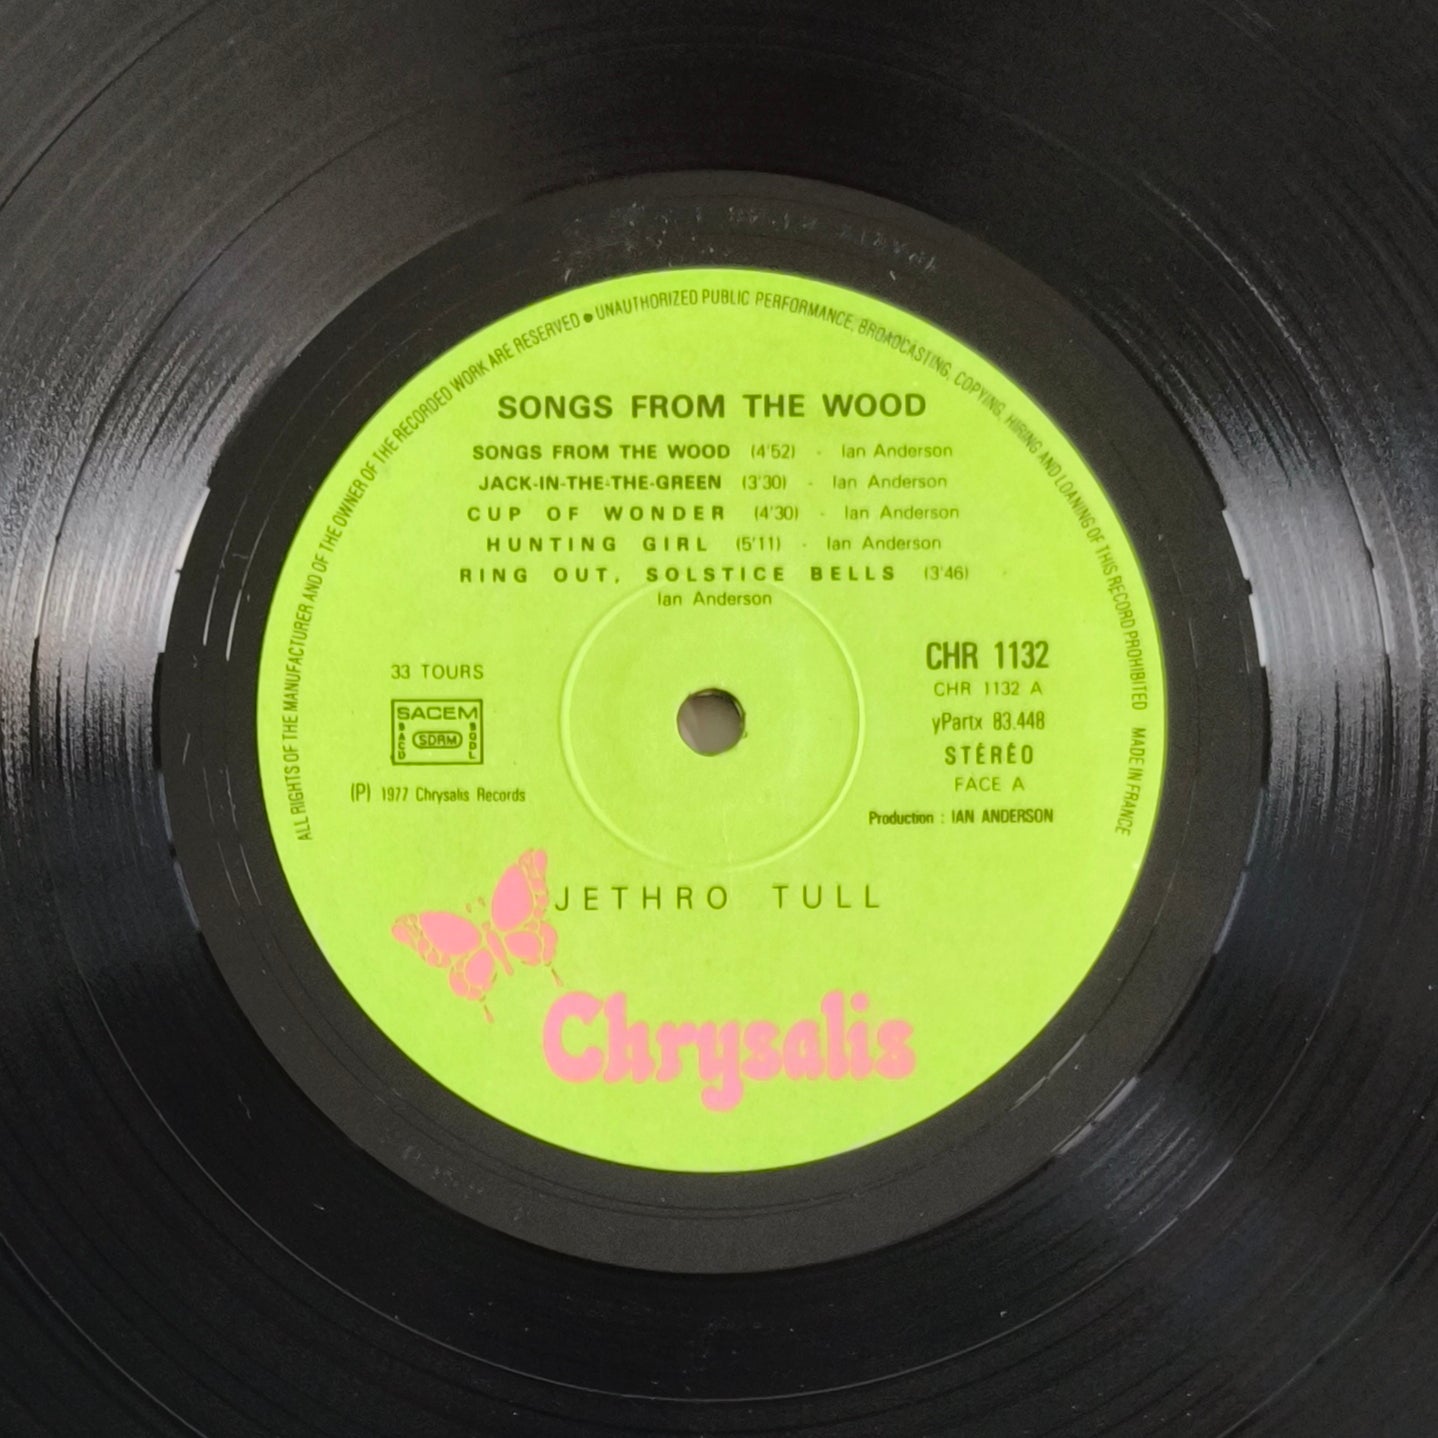 ALL RIGHTS OF THE MANUFACTURER AND OF THE OWNER OF THE RECORDED WORK ARE RESERVED ● UNAUTHORIZED PUBLIC PERFORMANCE, BROADCASTING, COPYING, HIRING AND LOANING OF THIS RECORD PROHIBITED MADE IN FRANCE
SONGS FROM THE WOOD
SONGS FROM THE WOOD (4'52) - Ian Anderson
JACK-IN-THE-THE-GREEN (3'30) - Ian Anderson
CUP OF WONDER (4'30) - Ian Anderson
HUNTING GIRL (5'11) - Ian Anderson
RING OUT, SOLSTICE BELLS (3'46)
Ian Anderson
33 TOURS
SACEM
SACD
SDRM
SGDL
(P) 1977 Chrysalis Records
CHR 1132
CHR 1132 A
yPartx 83.448
STÉRÉO
FACE A
Production : IAN ANDERSON
JETHRO TULL
Chrysalis